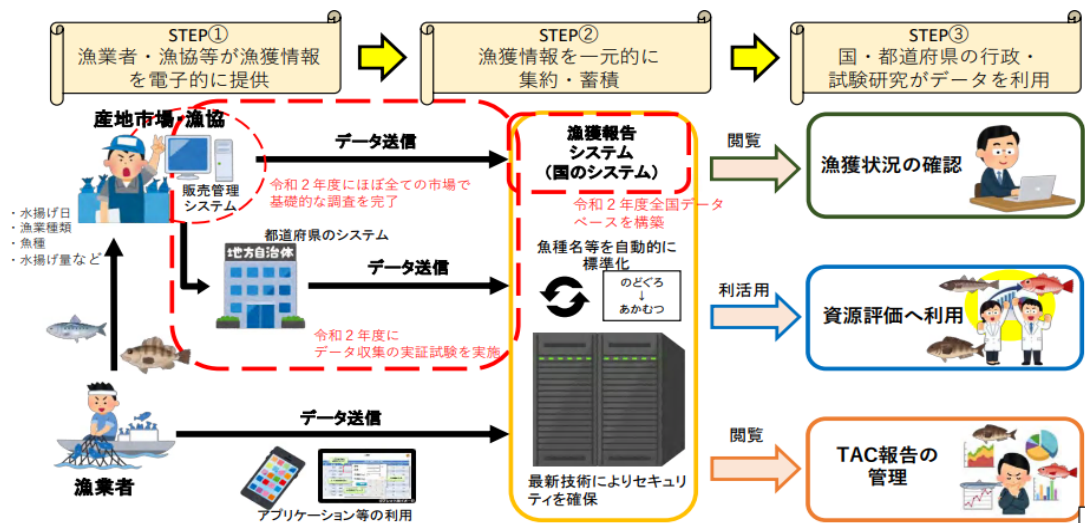 STEP①
漁業者・漁協等が漁獲情報
を電子的に提供
STEP②
漁獲情報を一元的に
集約・蓄積
STEP③
国・都道府県の行政・
試験研究がデータを利用
産地市場・漁協
販売管理
システム
・水揚げ日
・漁業種類
・魚種
・水揚げ量など
データ送信
令和２年度にほぼ全ての市場で
基礎的な調査を完了
都道府県のシステム
地方自治体
データ送信
令和２年度に
データ収集の実証試験を実施
漁業者
データ送信
アプリケーション等の利用
漁獲報告
システム
（国のシステム）
令和２年度全国データ
ベースを構築
魚種名等を自動的に
標準化
のどぐろ
↓
あかむつ
最新技術によりセキュリ
ティを確保
閲覧
漁獲状況の確認
利活用
資源評価へ利用
閲覧
TAC報告の
管理